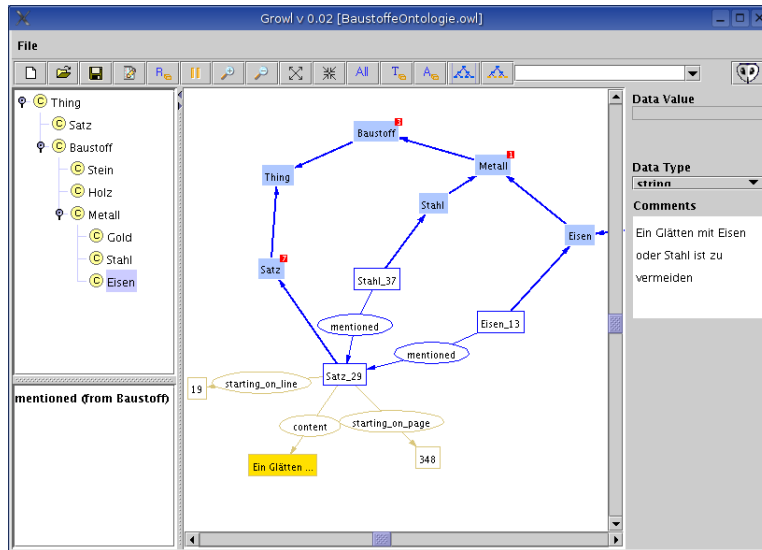 Growl v 0.02 [BaustoffeOntologie.owl]
File
R
All
T
A
Thing
Satz
Baustoff
Stein
Holz
Metall
Gold
Stahl
Eisen
mentioned (from Baustoff)
Baustoff
3
Metall
1
Thing
Stahl
Eisen
Satz
7
Stahl_37
Eisen_13
mentioned
mentioned
Satz_29
19
starting_on_line
content
starting_on_page
348
Ein Glätten ...
Data Value
Data Type
string
Comments
Ein Glätten mit Eisen
oder Stahl ist zu
vermeiden